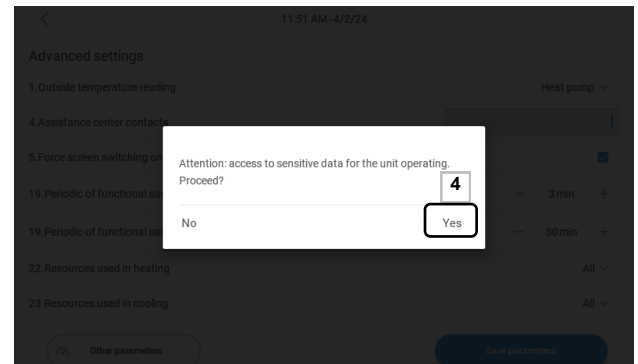 11:51 AM-4/2/24
Advanced settings
1.Outside temperature reading Heat pump
4.Assistance center contacts
5.Force screen switching on
Attention: access to sensitive data for the unit operating.
Proceed?
4
19.Periodic of functional sa 3 min
No Yes
19.Periodic of functional sa 30 min
22.Resources used in heating All
23.Resources used in cooling All
Other parameters Save parameters